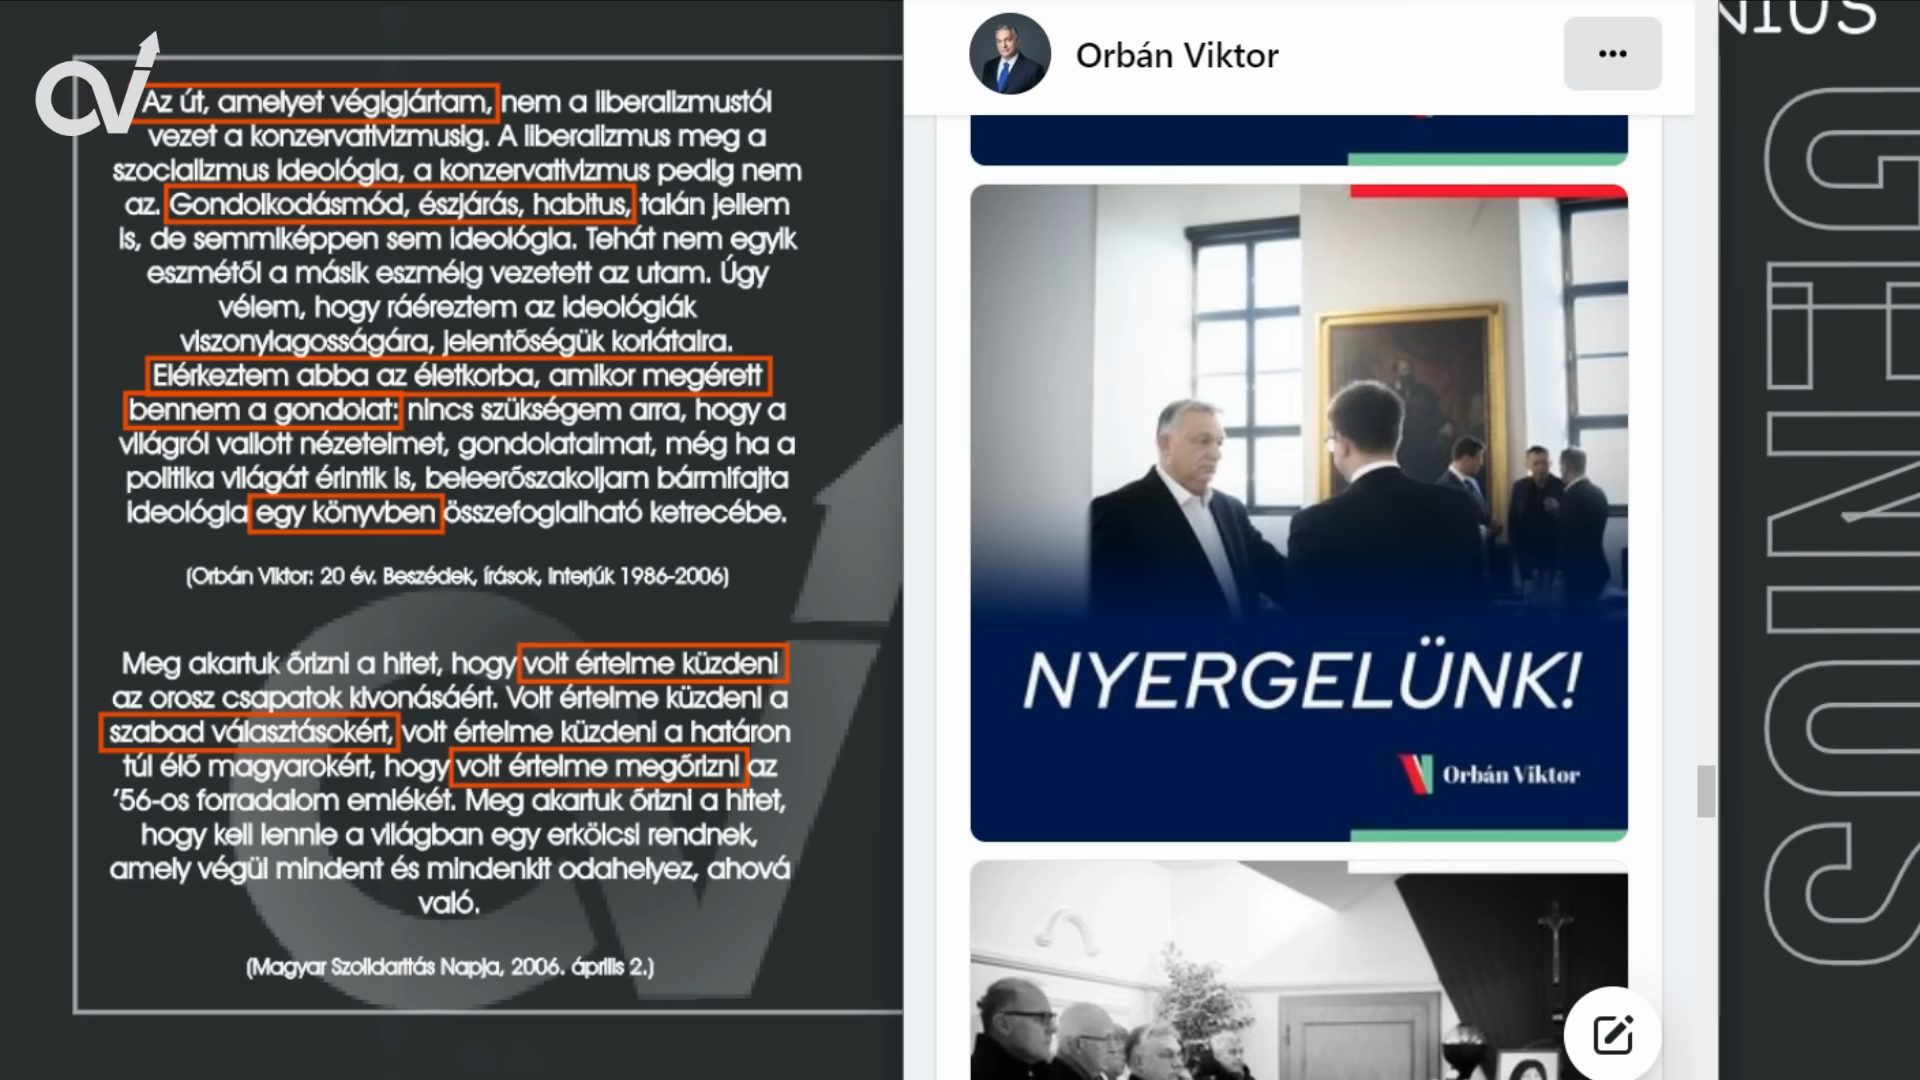 Az út, amelyet végigjártam, nem a liberalizmustól
vezet a konzervativizmusig. A liberalizmus meg a
szocializmus ideológia, a konzervativizmus pedig nem
az. Gondolkodásmód, észjárás, habitus, talán jellem
is, de semmiképpen sem ideológia. Tehát nem egyik
eszmétől a másik eszméig vezetett az utam. Úgy
vélem, hogy ráéreztem az ideológiák
viszonylagosságára, jelentőségük korlátaira.
Elérkeztem abba az életkorba, amikor megérett
bennem a gondolat: nincs szükségem arra, hogy a
világról vallott nézeteimet, gondolataimat, még ha a
politika világát érintik is, beleerőszakoljam bármifajta
ideológia egy könyvben összefoglalható ketrecébe.
(Orbán Viktor: 20 év. Beszédek, írások, interjúk 1986-2006)
Meg akartuk őrizni a hitet, hogy volt értelme küzdeni
az orosz csapatok kivonásáért. Volt értelme küzdeni a
szabad választásokért, volt értelme küzdeni a határon
túl élő magyarokért, hogy volt értelme megőrizni az
'56-os forradalom emlékét. Meg akartuk őrizni a hitet,
hogy kell lennie a világban egy erkölcsi rendnek,
amely végül mindent és mindenkit odahelyez, ahová
való.
(Magyar Szolidaritás Napja, 2006. április 2.)
Orbán Viktor
NYERGELÜNK!
Orbán Viktor
NIUS
GENIUS